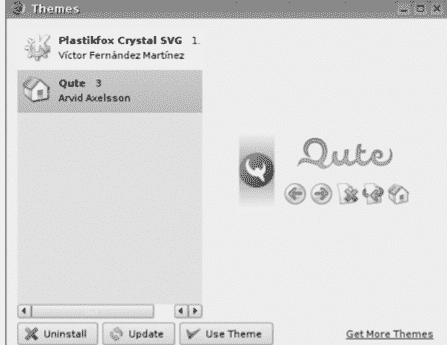 Themes
Plastikfox Crystal SVG 1.
Víctor Fernández Martínez
Qute 3
Arvid Axelsson
Qute
Uninstall
Update
Use Theme
Get More Themes